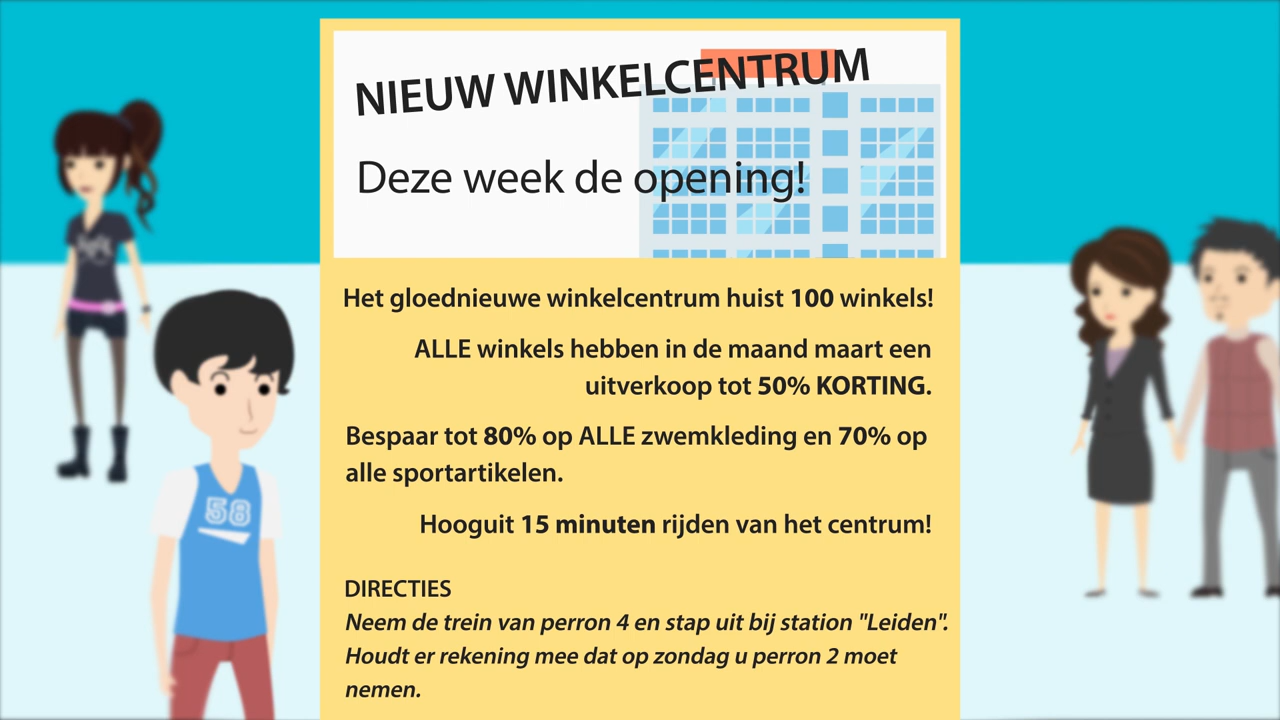 NIEUW WINKELCENTRUM
Deze week de opening!
Het gloednieuwe winkelcentrum huist 100 winkels!
ALLE winkels hebben in de maand maart een
uitverkoop tot 50% KORTING.
Bespaar tot 80% op ALLE zwemkleding en 70% op
alle sportartikelen.
Hooguit 15 minuten rijden van het centrum!
58
DIRECTIES
Neem de trein van perron 4 en stap uit bij station "Leiden".
Houdt er rekening mee dat op zondag u perron 2 moet
nemen.